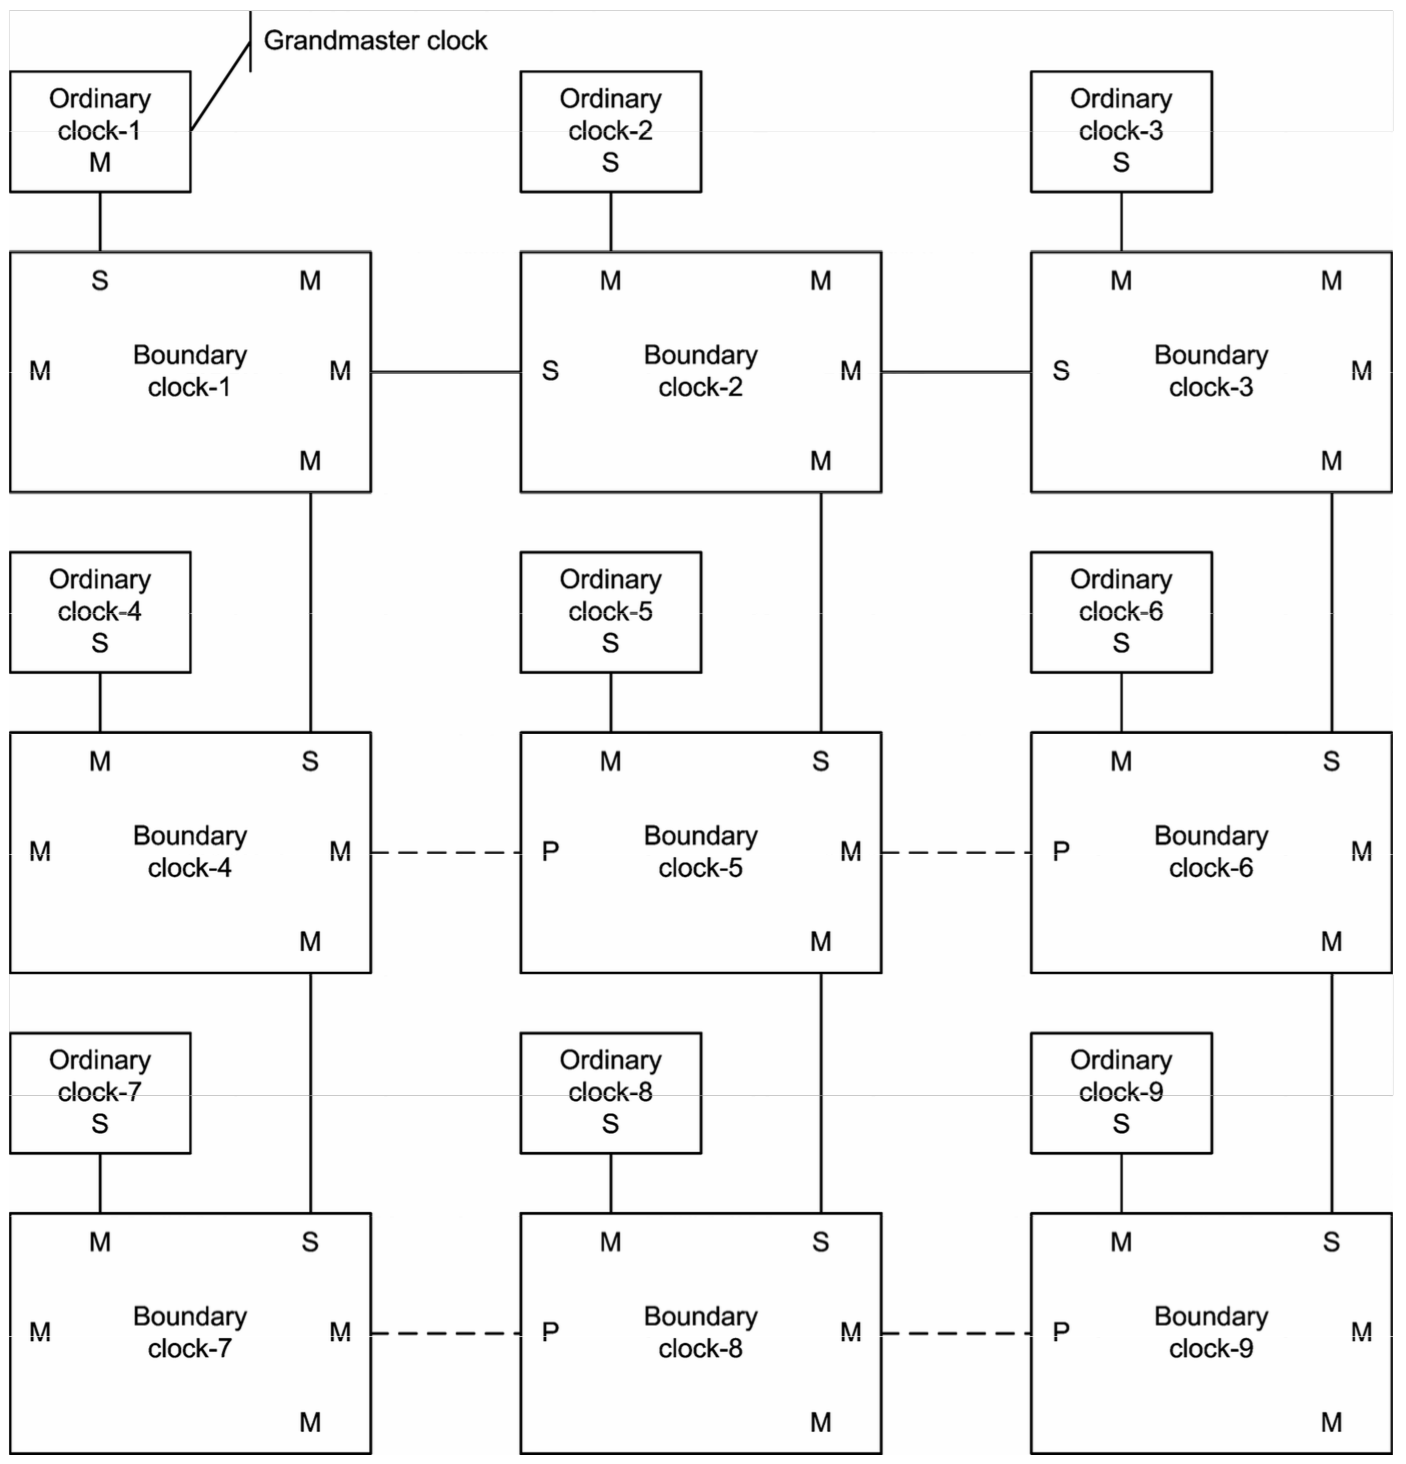 Grandmaster clock
Ordinary
clock-1
M
Ordinary
clock-2
S
Ordinary
clock-3
S
S M
M Boundary
clock-1 M
M
M M
S Boundary
clock-2 M
M
M M
S Boundary
clock-3 M
M
Ordinary
clock-4
S
Ordinary
clock-5
S
Ordinary
clock-6
S
M S
M Boundary
clock-4 M
M
M S
P Boundary
clock-5 M
M
M S
P Boundary
clock-6 M
M
Ordinary
clock-7
S
Ordinary
clock-8
S
Ordinary
clock-9
S
M S
M Boundary
clock-7 M
M
M S
P Boundary
clock-8 M
M
M S
P Boundary
clock-9 M
M